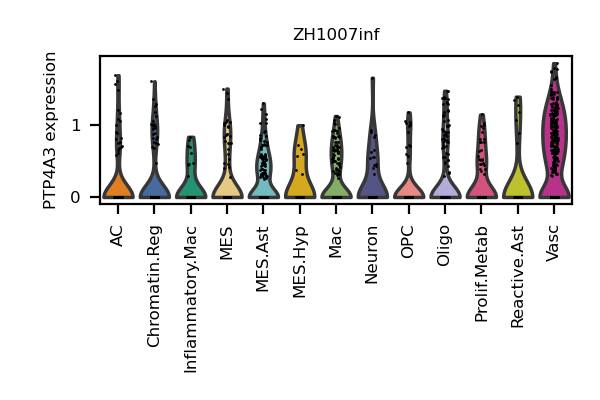 ZH1007inf
PTP4A3 expression
1
0
AC
Chromatin.Reg
Inflammatory.Mac
MES
MES.Ast
MES.Hyp
Mac
Neuron
OPC
Oligo
Prolif.Metab
Reactive.Ast
Vasc